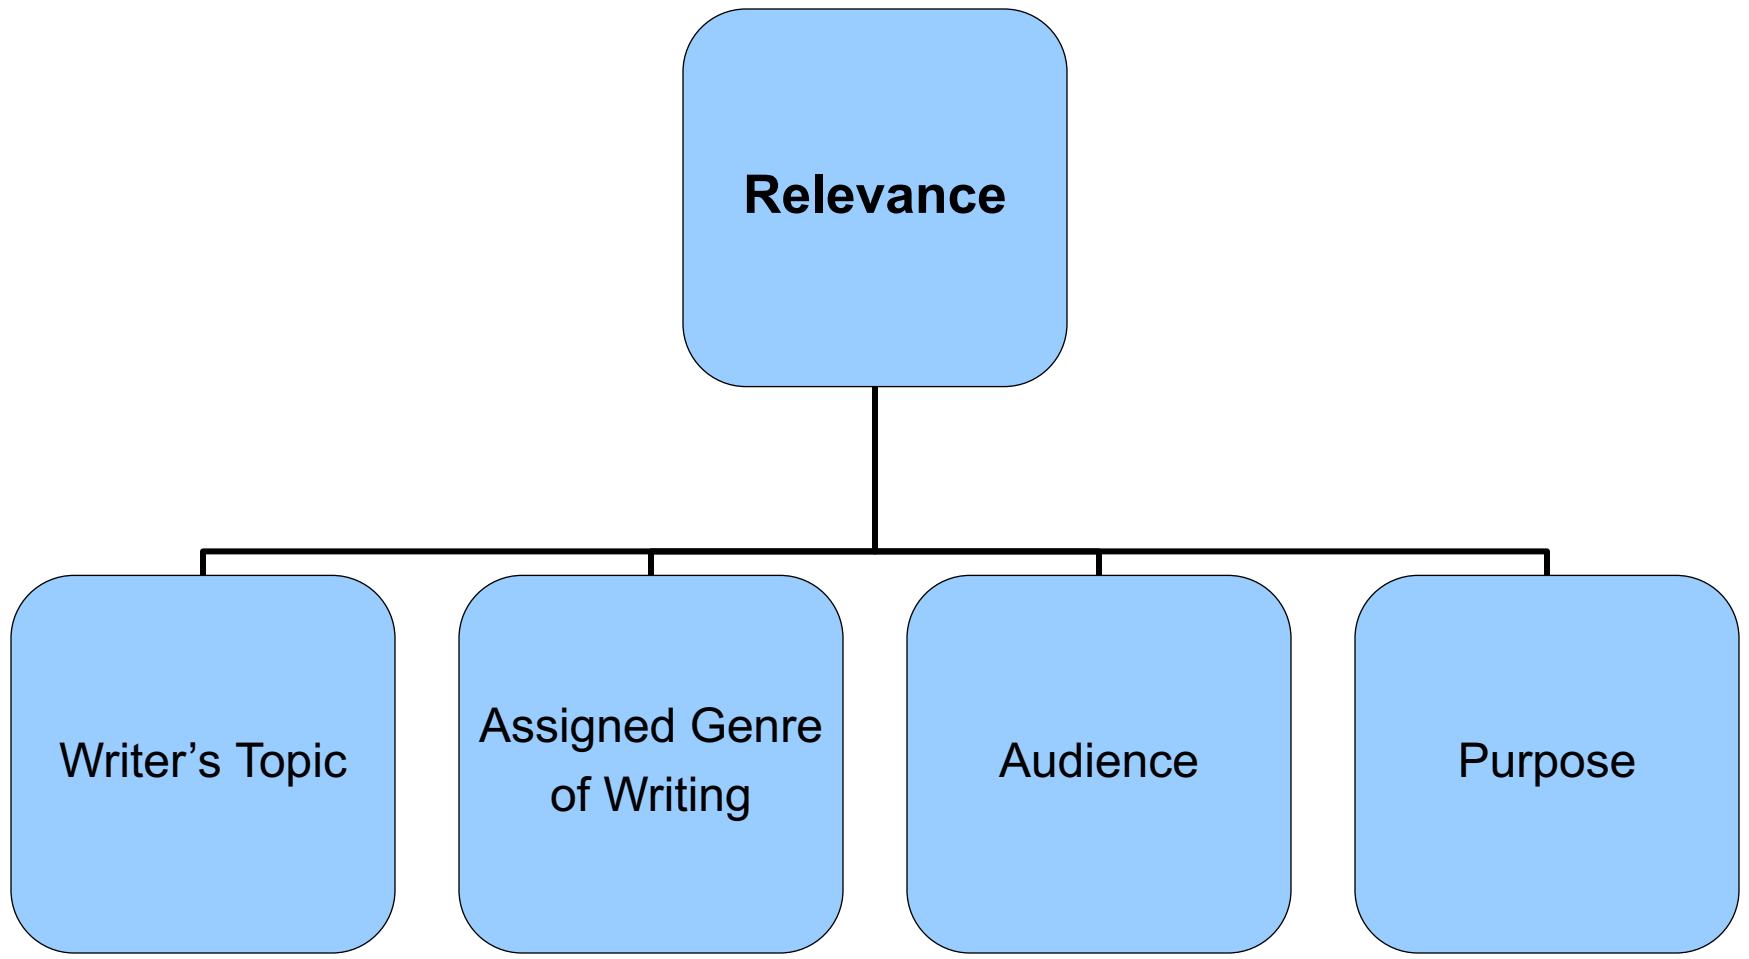 Relevance
Writer’s Topic
Assigned Genre
of Writing
Audience
Purpose